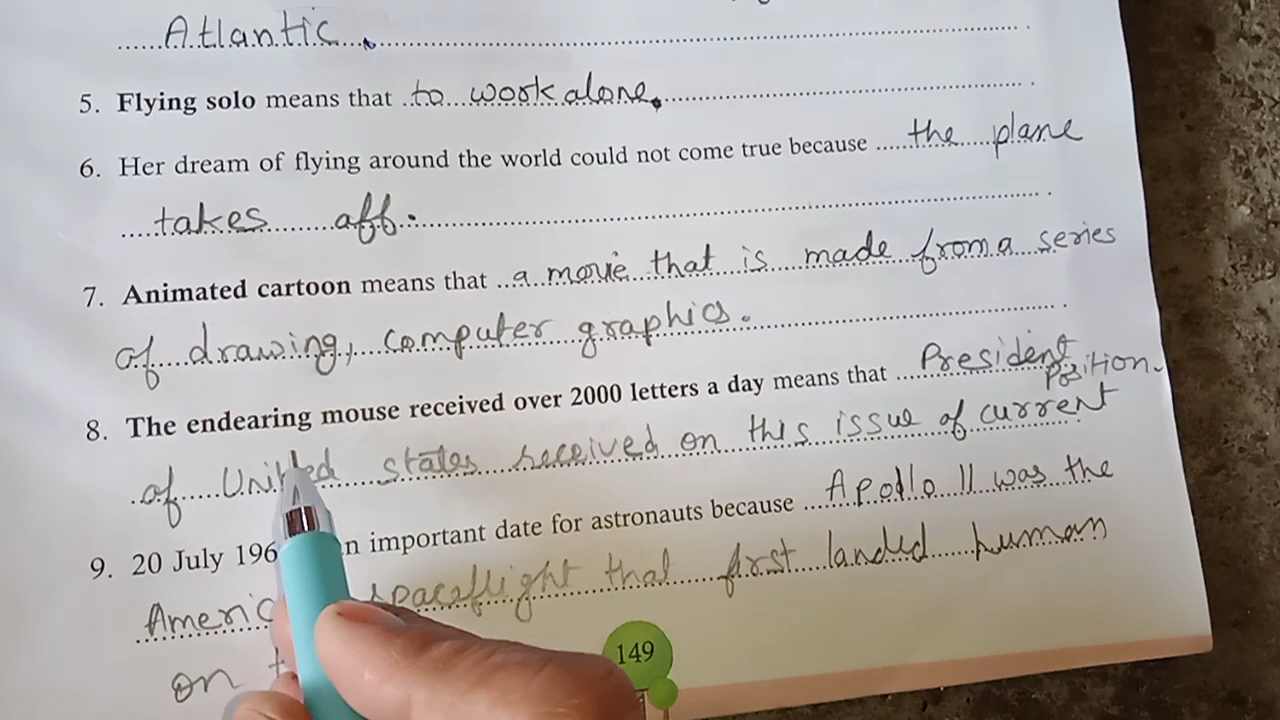 Atlantic.
5. Flying solo means that to work alone.
6. Her dream of flying around the world could not come true because the plane
takes off.
7. Animated cartoon means that a movie that is made from a series
of drawing, computer graphics.
8. The endearing mouse received over 2000 letters a day means that President
position.
of United states received on this issue of current
9. 20 July 196 n important date for astronauts because Apollo 11 was the
Americ spaceflight that first landed human
on
149